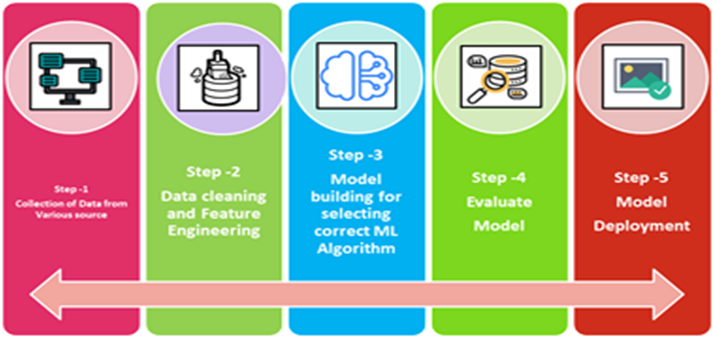 Step -1
Collection of Data from
Various source
Step -2
Data cleaning
and Feature
Engineering
Step -3
Model
building for
selecting
correct ML
Algorithm
Step -4
Evaluate
Model
Step -5
Model
Deployment